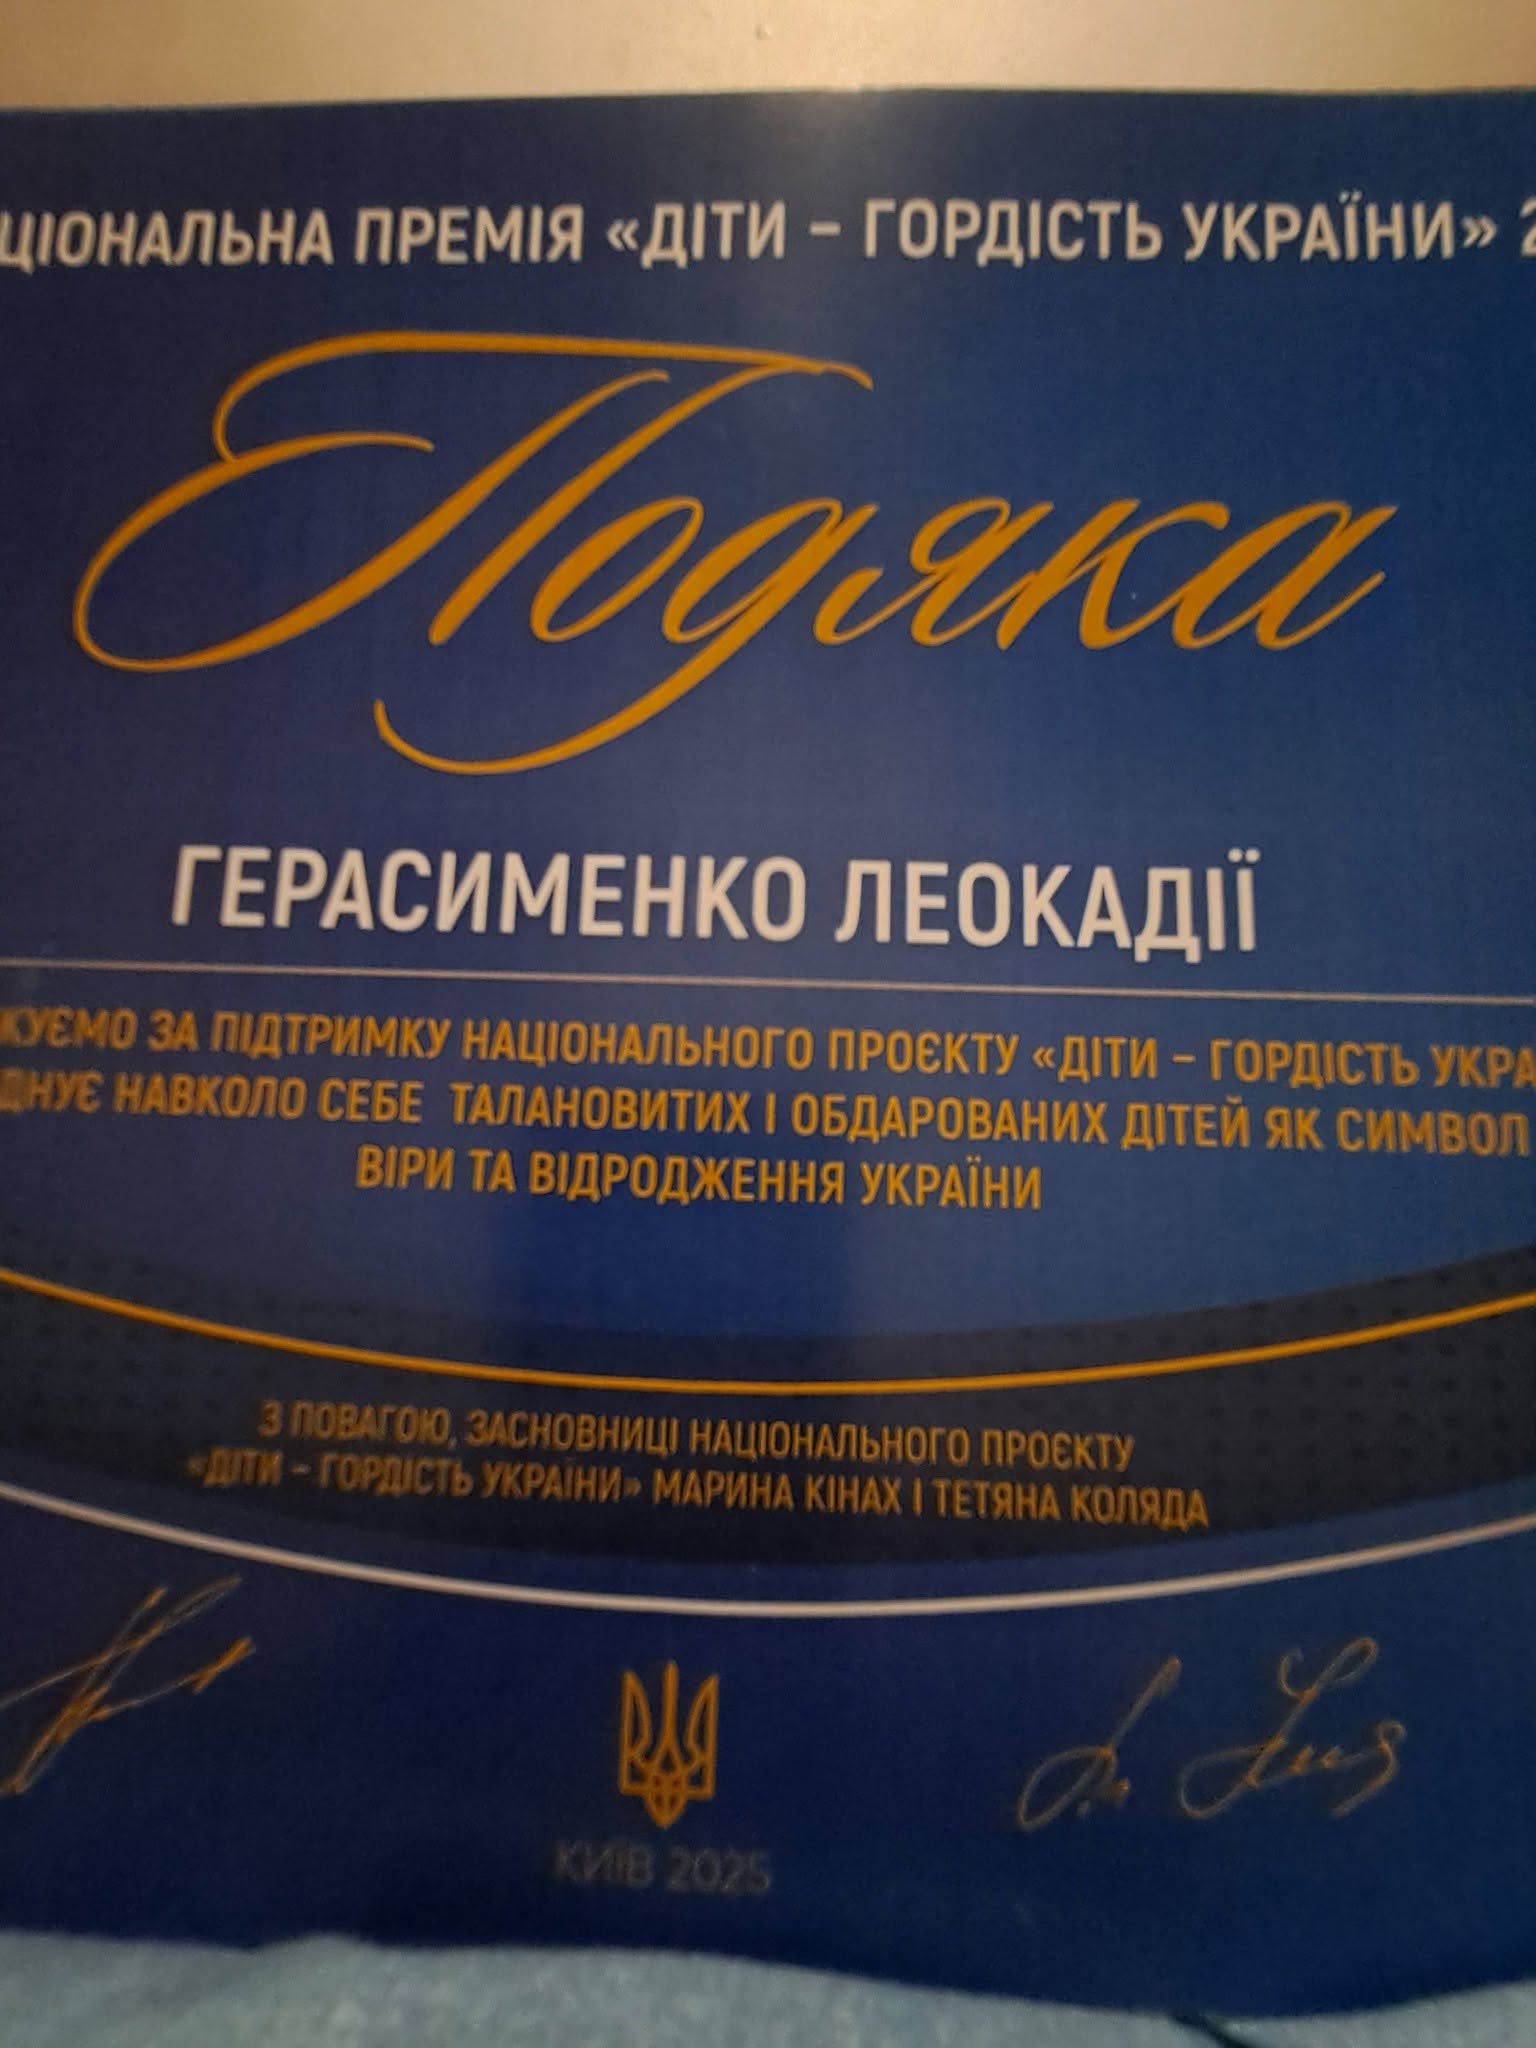 ЦІОНАЛЬНА ПРЕМІЯ «ДІТИ – ГОРДІСТЬ УКРАЇНИ» 2
Подяка
ГЕРАСИМЕНКО ЛЕОКАДІЇ
КУЄМО ЗА ПІДТРИМКУ НАЦІОНАЛЬНОГО ПРОЄКТУ «ДІТИ – ГОРДІСТЬ УКРА
ДНУЄ НАВКОЛО СЕБЕ ТАЛАНОВИТИХ І ОБДАРОВАНИХ ДІТЕЙ ЯК СИМВОЛ
ВІРИ ТА ВІДРОДЖЕННЯ УКРАЇНИ
З ПОВАГОЮ, ЗАСНОВНИЦІ НАЦІОНАЛЬНОГО ПРОЄКТУ
«ДІТИ – ГОРДІСТЬ УКРАЇНИ» МАРИНА КІНАХ І ТЕТЯНА КОЛЯДА
КИЇВ 2025